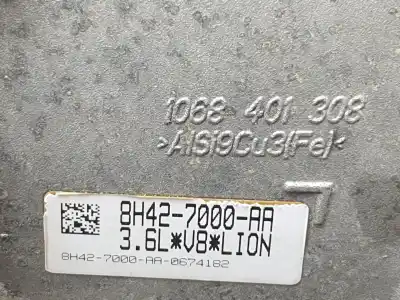 1068 401 308
>AlSi9Cu3(Fe)<
8H42-7000-AA
3.6L*V8*LION
8H42-7000-AA-0674182